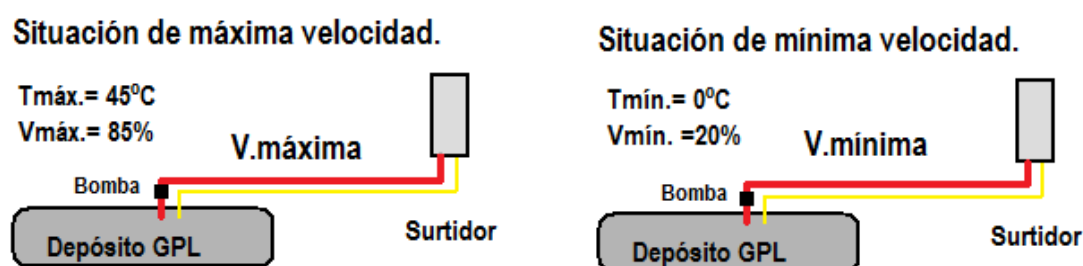 Situación de máxima velocidad.
Tmáx.= 45ºC
Vmáx.= 85%
V.máxima
Bomba
Surtidor
Depósito GPL
Situación de mínima velocidad.
Tmín.= 0ºC
Vmín. =20%
V.mínima
Bomba
Surtidor
Depósito GPL